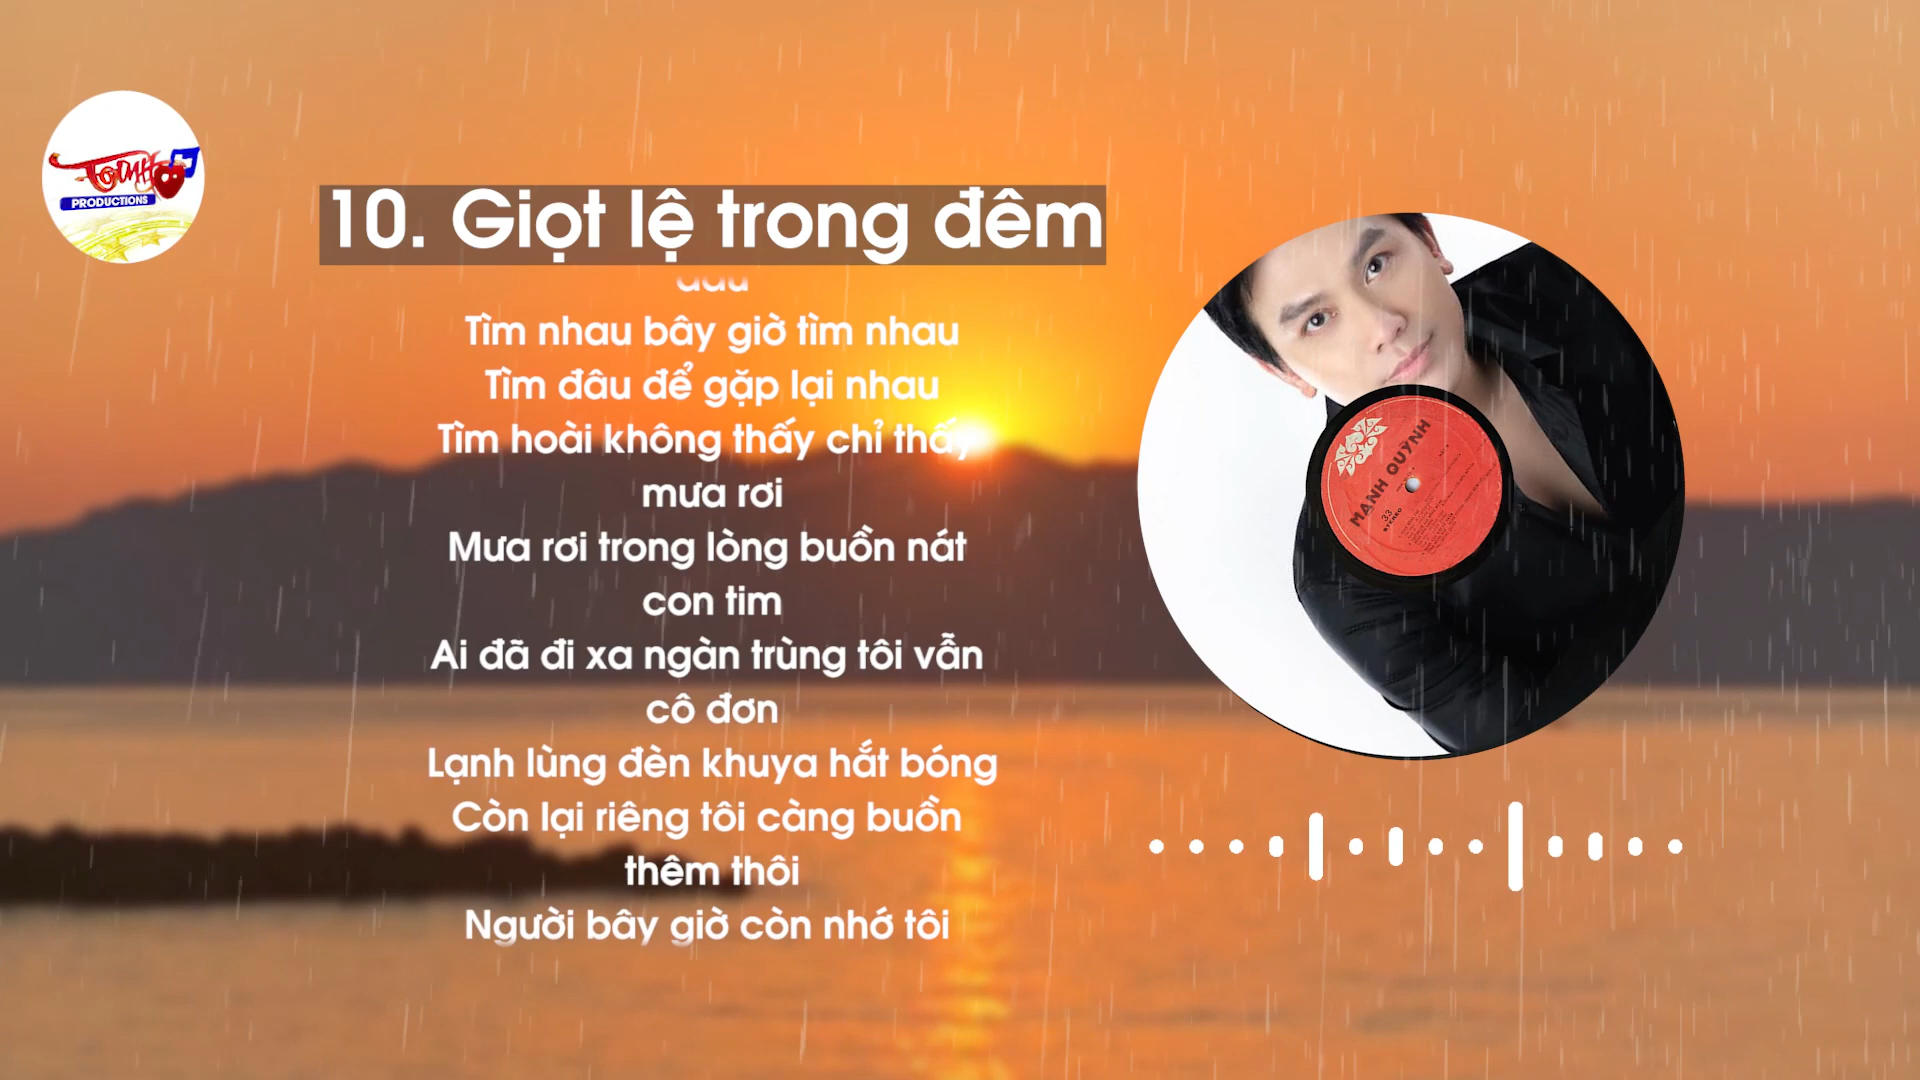 PRODUCTIONS
10. Giọt lệ trong đêm
Tìm nhau bây giờ tìm nhau
Tìm đâu để gặp lại nhau
Tìm hoài không thấy chỉ thấy
mưa rơi
Mưa rơi trong lòng buồn nát
con tim
Ai đã đi xa ngàn trùng tôi vẫn
cô đơn
Lạnh lùng đèn khuya hắt bóng
Còn lại riêng tôi càng buồn
thêm thôi
Người bây giờ còn nhớ tôi
MẠNH QUỲNH
33
STEREO